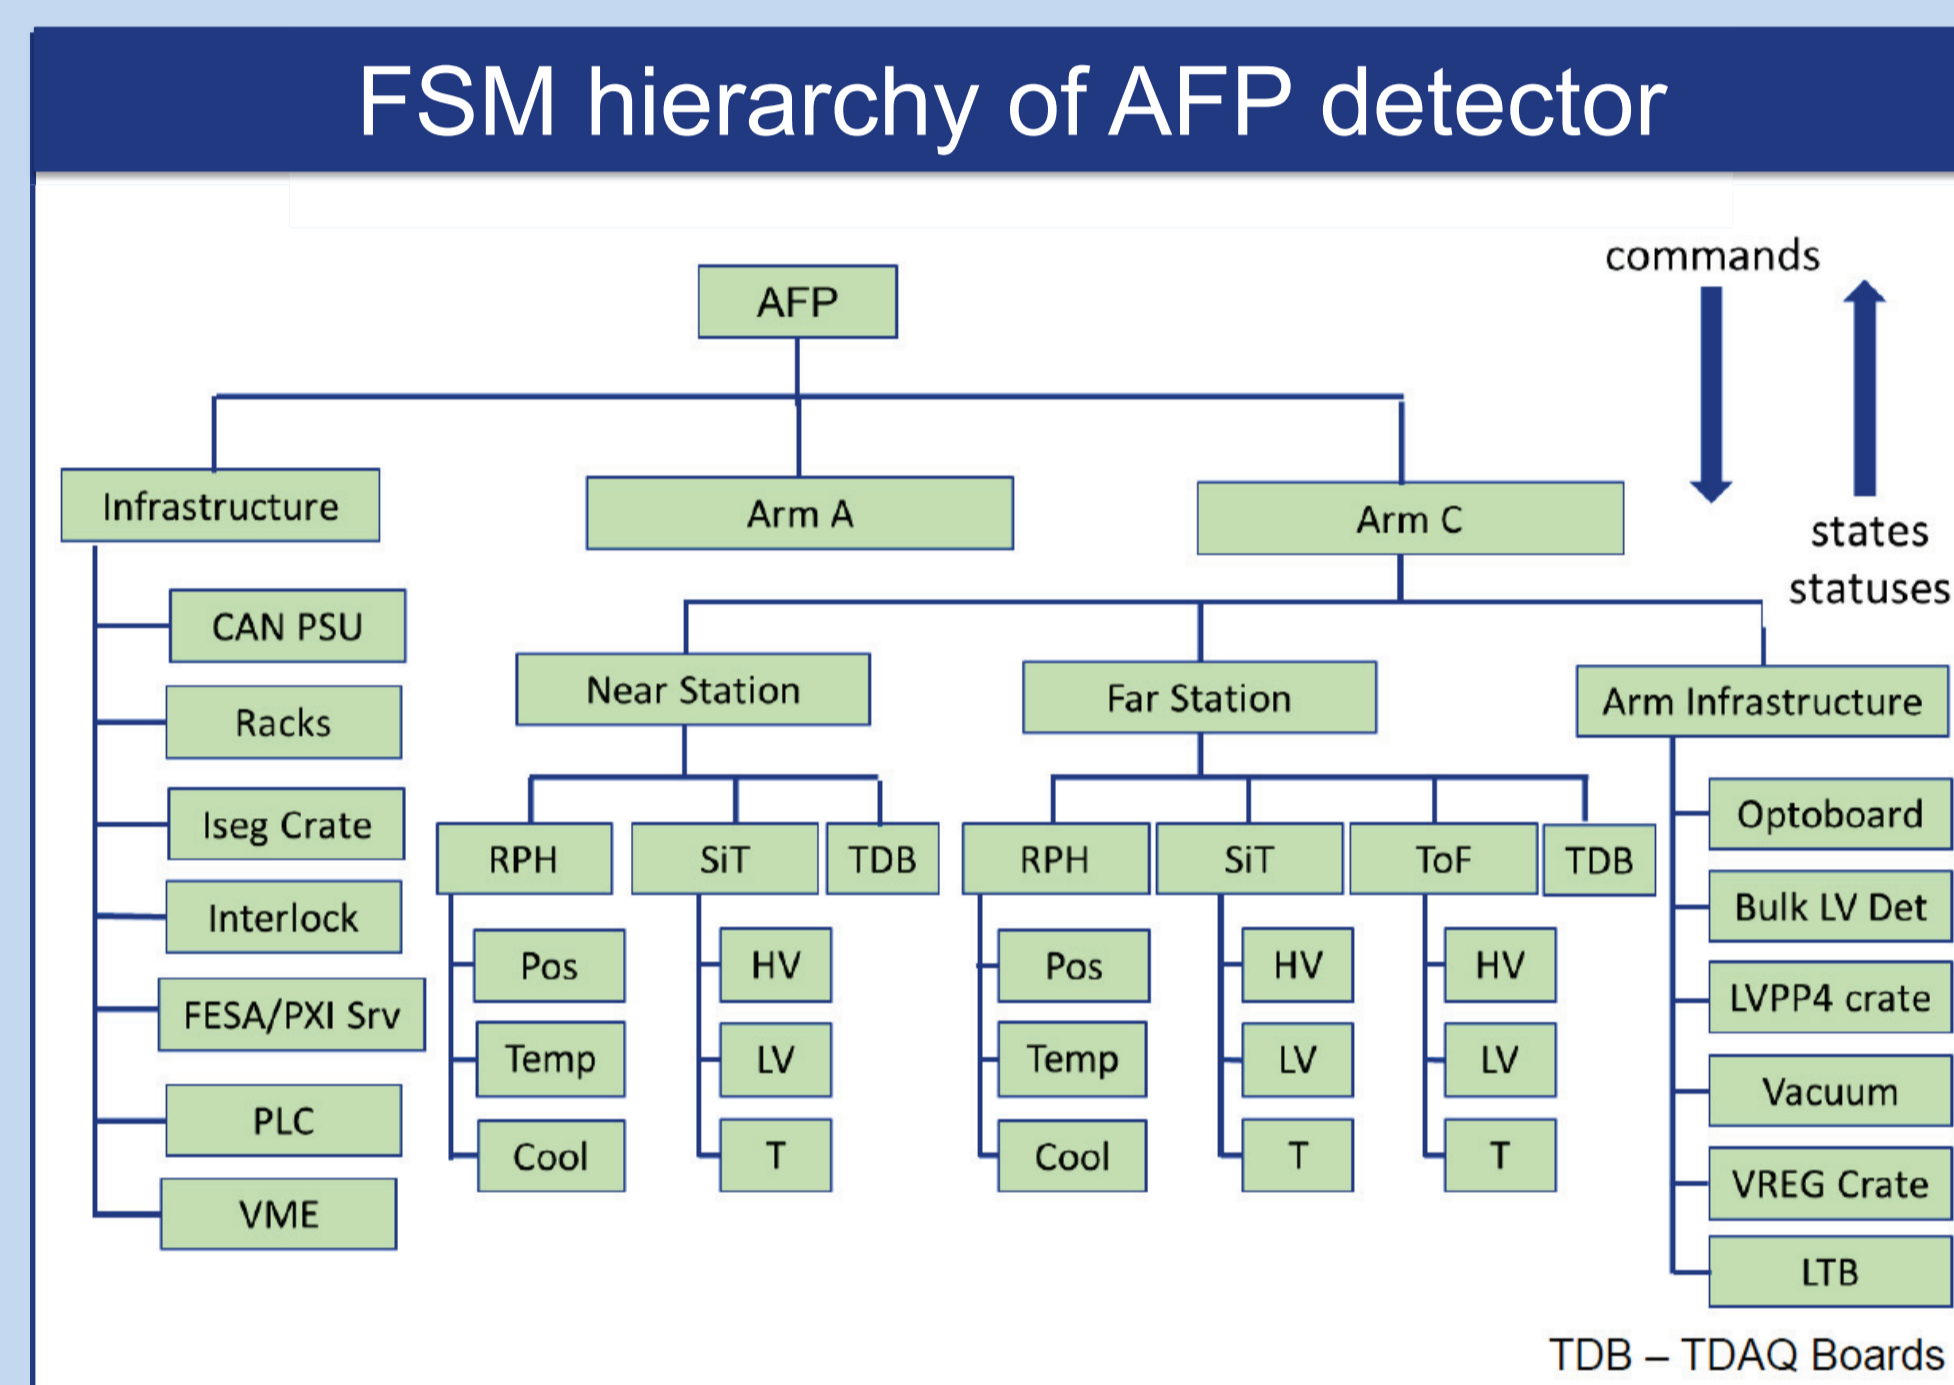 FSM hierarchy of AFP detector
commands
AFP
Infrastructure
Arm A
Arm C
states
statuses
CAN PSU
Racks
Iseg Crate
Interlock
FESA/PXI Srv
PLC
VME
Near Station
Far Station
Arm Infrastructure
RPH
SiT
TDB
Pos
Temp
Cool
HV
LV
T
RPH
SiT
ToF
TDB
Pos
Temp
Cool
HV
LV
T
HV
LV
T
Optoboard
Bulk LV Det
LVPP4 crate
Vacuum
VREG Crate
LTB
TDB – TDAQ Boards